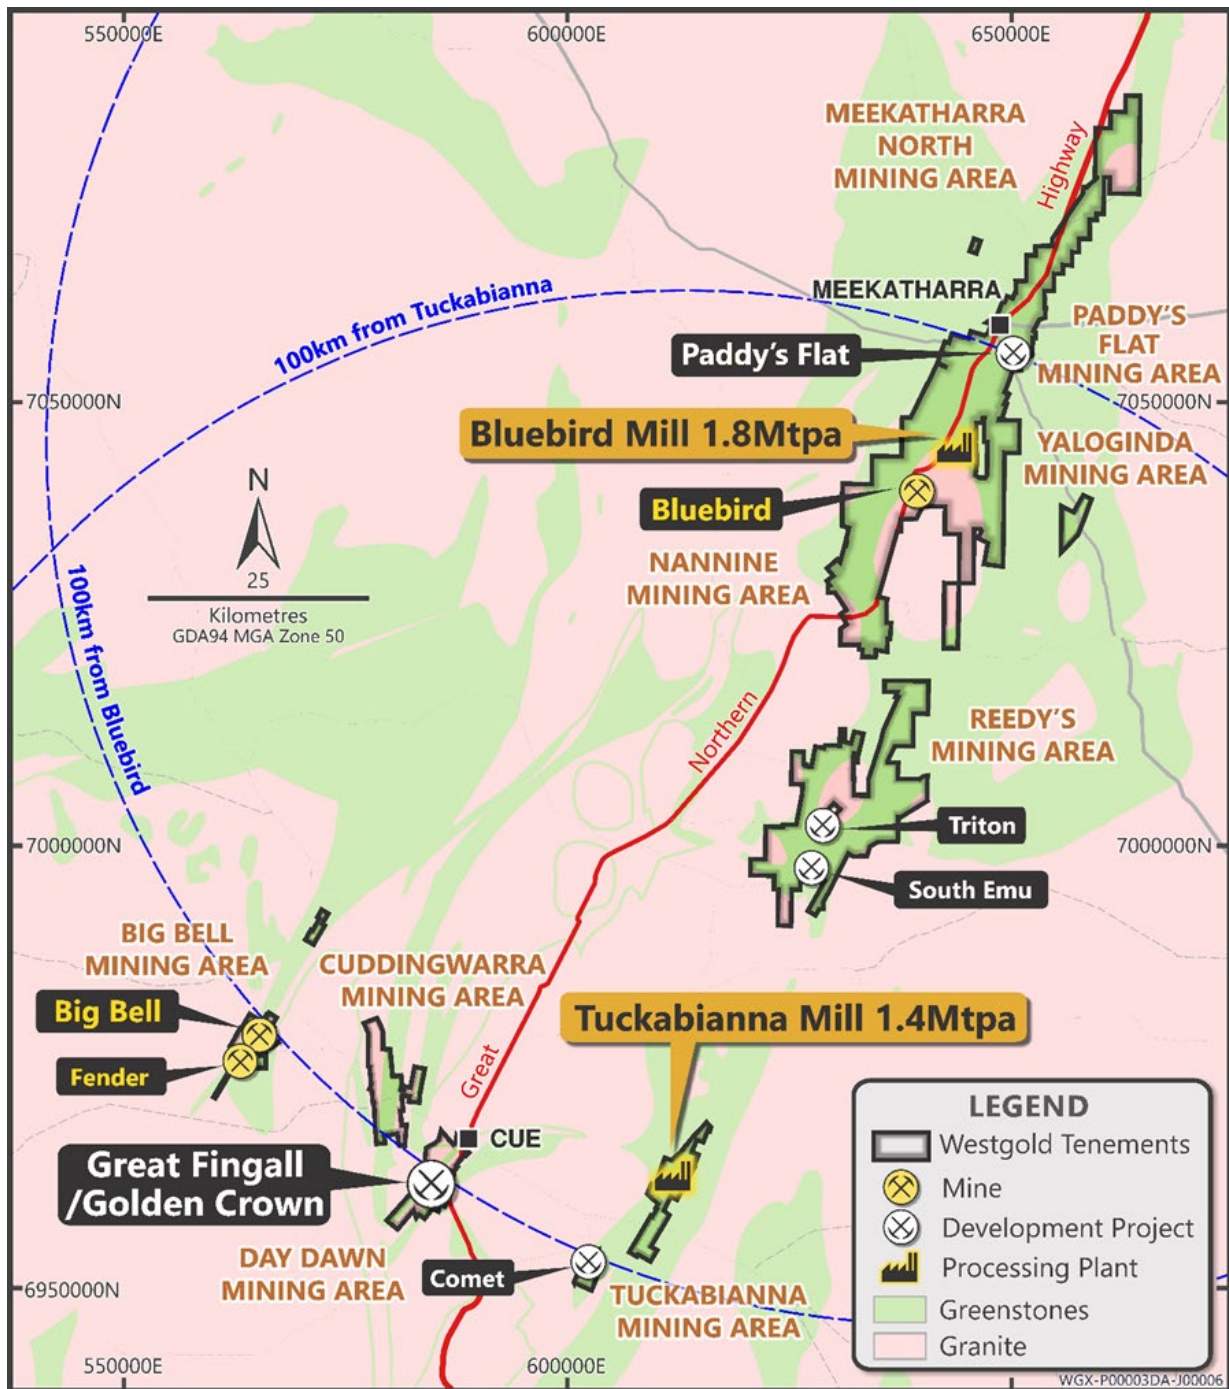 550000E
600000E
650000E
MEEKATHARRA
NORTH
MINING AREA
Highway
MEEKATHARRA
100km from Tuckabianna
PADDY'S
FLAT
MINING AREA
Paddy's Flat
7050000N
7050000N
Bluebird Mill 1.8Mtpa
YALOGINDA
MINING AREA
N
25
Kilometres
GDA94 MGA Zone 50
Bluebird
NANNINE
MINING AREA
100km from Bluebird
Northern
REEDY'S
MINING AREA
Triton
7000000N
7000000N
South Emu
BIG BELL
MINING AREA
CUDDINGWARRA
MINING AREA
Big Bell
Tuckabianna Mill 1.4Mtpa
Fender
Great
CUE
Great Fingall
/Golden Crown
DAY DAWN
MINING AREA
Comet
6950000N
TUCKABIANNA
MINING AREA
LEGEND
Westgold Tenements
Mine
Development Project
Processing Plant
Greenstones
Granite
550000E
600000E
WGX-P00003DA-J00006